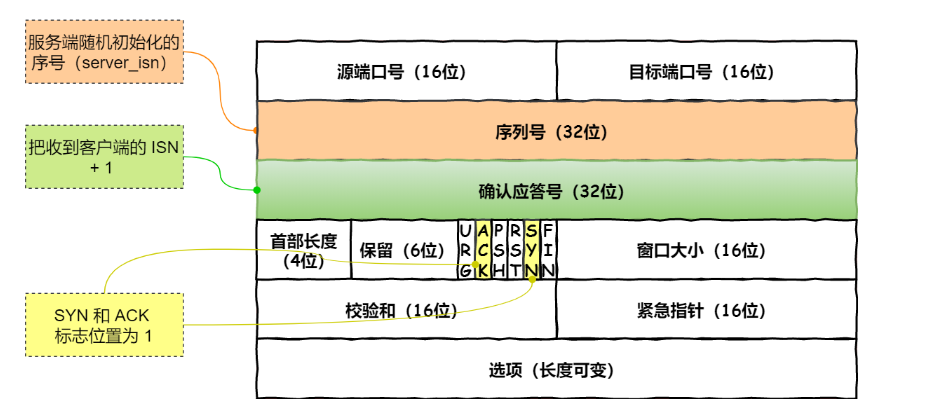 服务端随机初始化的
序号（server_isn）
源端口号（16位）
目标端口号（16位）
序列号（32位）
把收到客户端的 ISN
+ 1
确认应答号（32位）
首部长度
（4位）
保留（6位）
URG
ACK
PSH
RST
SYN
FIN
窗口大小（16位）
SYN 和 ACK
标志位置为 1
校验和（16位）
紧急指针（16位）
选项（长度可变）